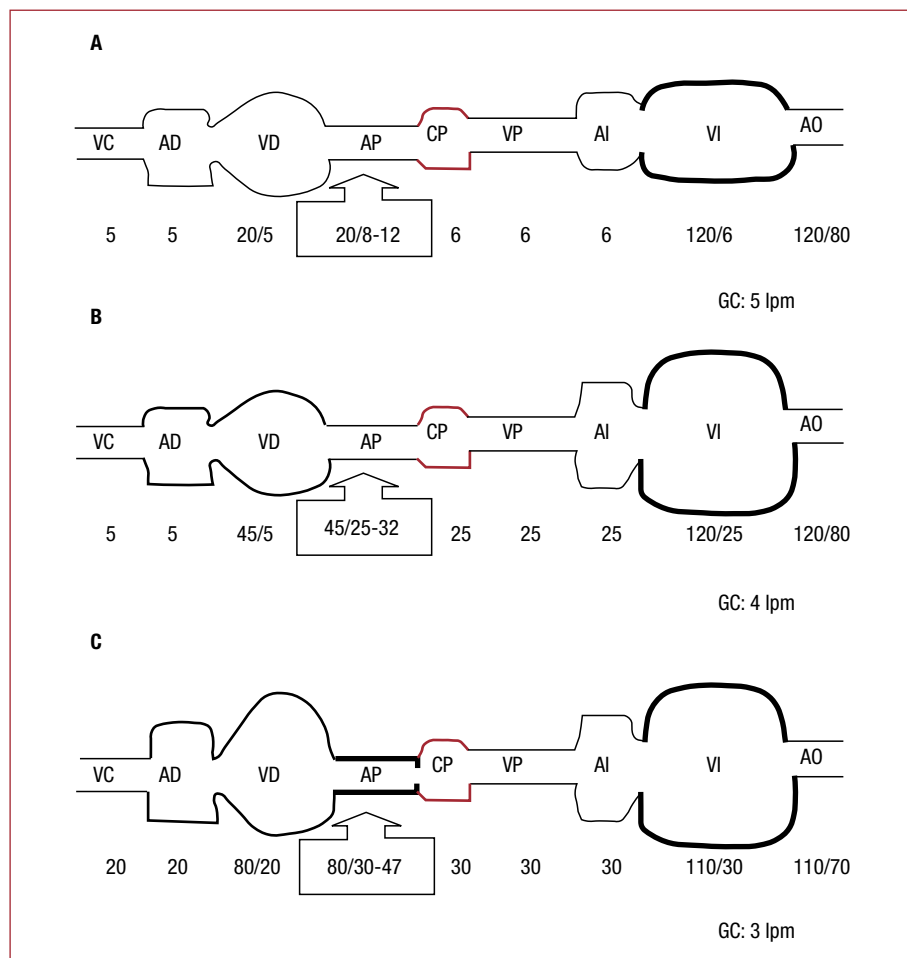 A
VC AD VD AP CP VP AI VI AO
5 5 20/5 20/8-12 6 6 6 120/6 120/80
GC: 5 lpm
B
VC AD VD AP CP VP AI VI AO
5 5 45/5 45/25-32 25 25 25 120/25 120/80
GC: 4 lpm
C
VC AD VD AP CP VP AI VI AO
20 20 80/20 80/30-47 30 30 30 110/30 110/70
GC: 3 lpm